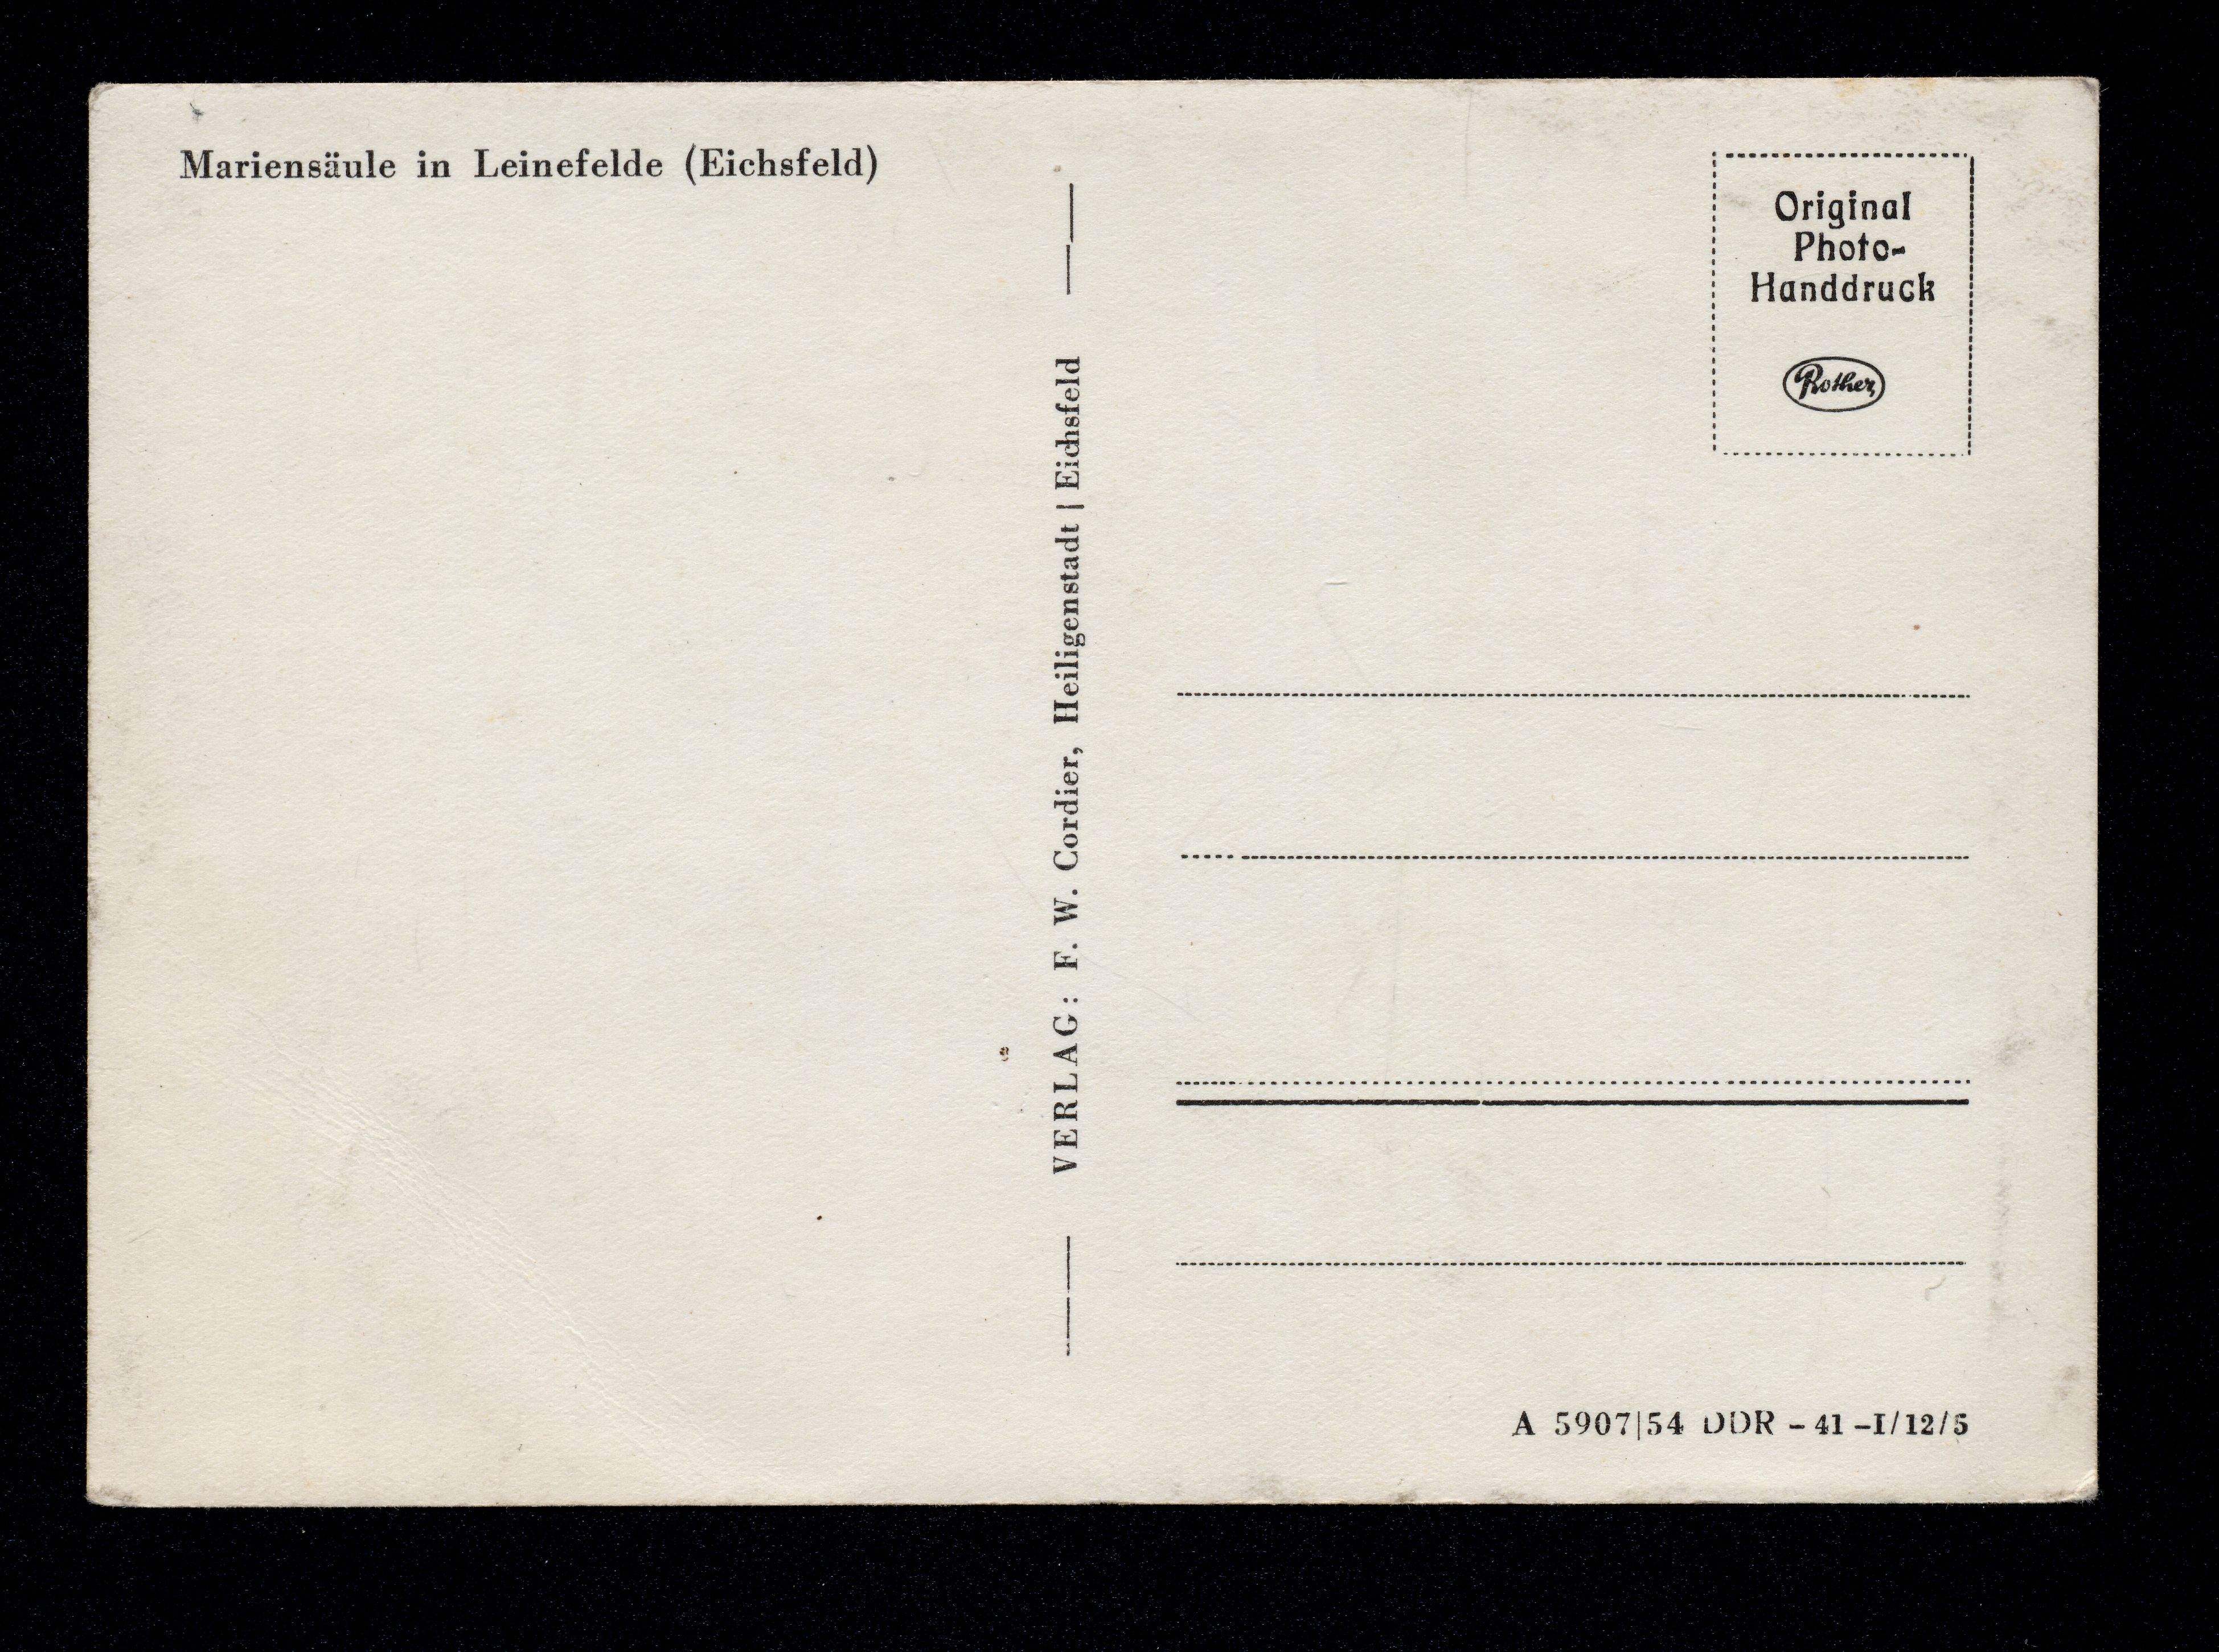 Mariensäule in Leinefelde (Eichsfeld)
VERLAG: F. W. Cordier, Heiligenstadt | Eichsfeld
Original
Photo-
Handdruck
Rother
A 5907|54 DDR – 41 –I/12/5